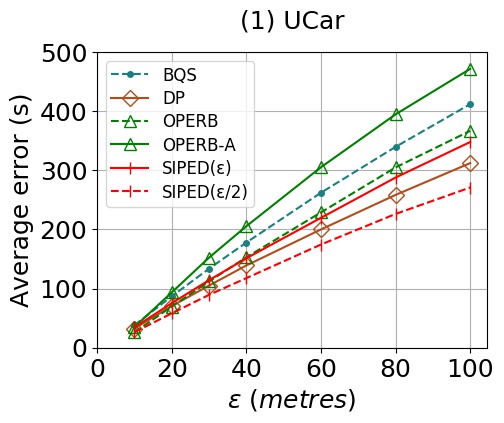 (1) UCar
Average error (s)
500
400
300
200
100
0
BQS
DP
OPERB
OPERB-A
SIPED(ε)
SIPED(ε/2)
0 20 40 60 80 100
ε (metres)